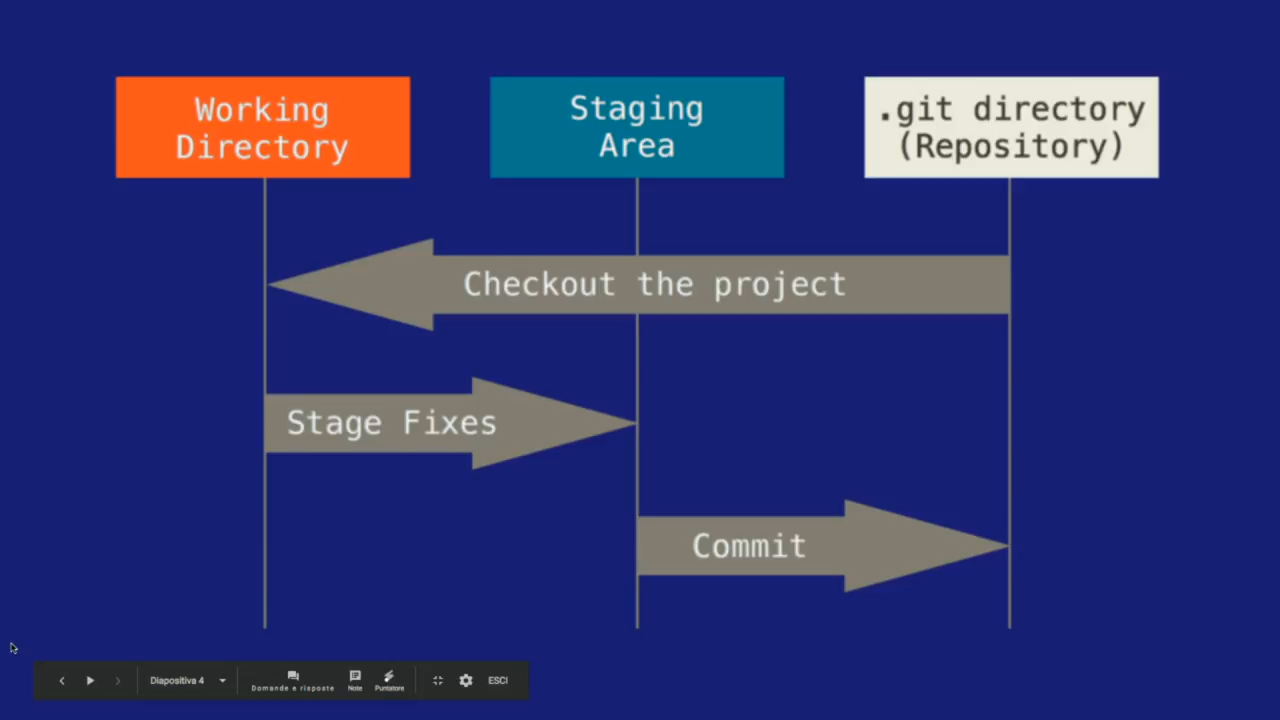 Working
Directory
Staging
Area
.git directory
(Repository)
Checkout the project
Stage Fixes
Commit
Diapositiva 4
Domande e risposte
Note
Puntatore
ESCI